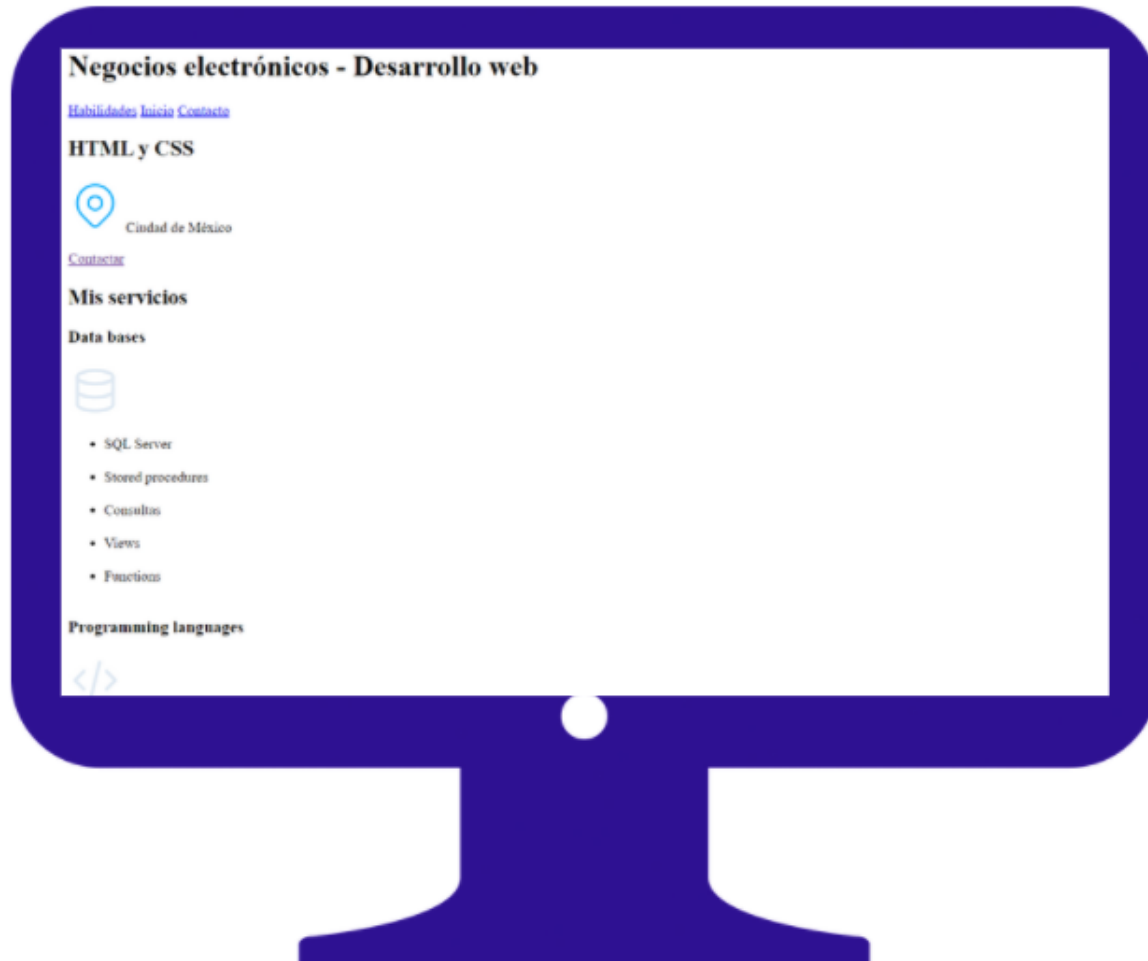 Negocios electrónicos - Desarrollo web
Habilidades Inicio Contacto
HTML y CSS
Ciudad de México
Contactar
Mis servicios
Data bases
• SQL Server
• Stored procedures
• Consultas
• Views
• Functions
Programming languages